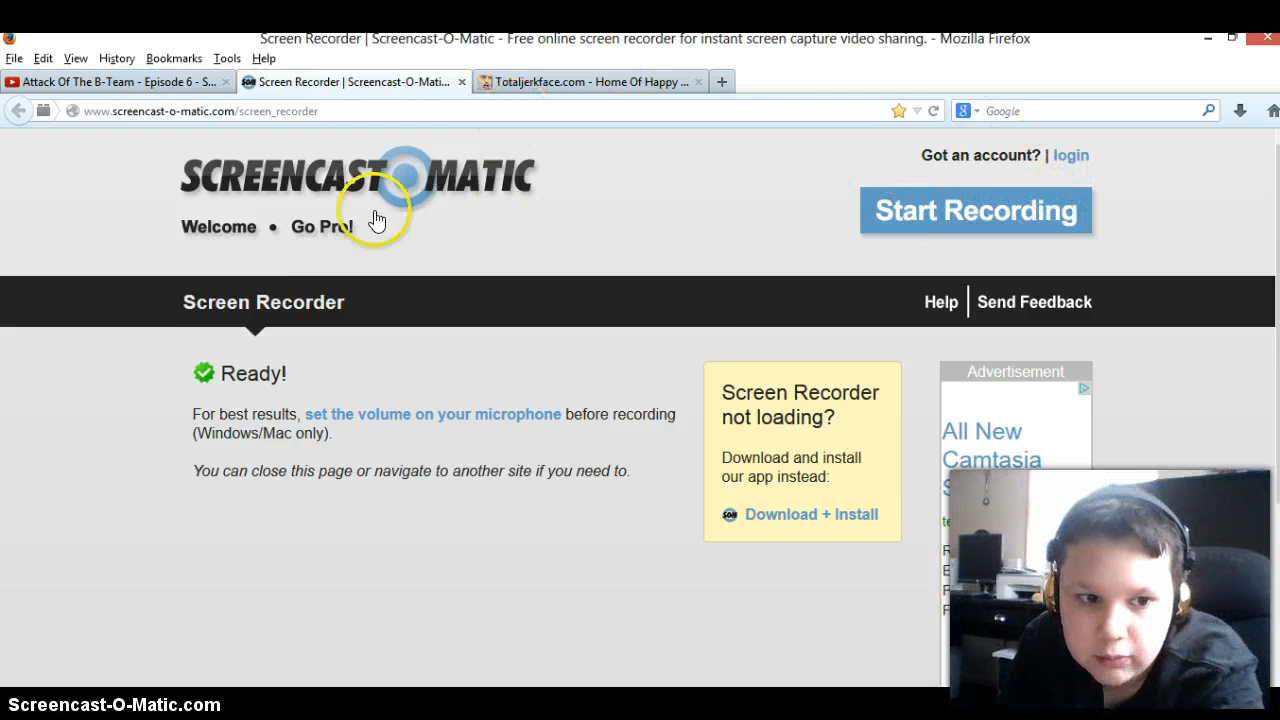 Screen Recorder | Screencast-O-Matic - Free online screen recorder for instant screen capture video sharing. - Mozilla Firefox
File Edit View History Bookmarks Tools Help
Attack Of The B-Team - Episode 6 - S...
Screen Recorder | Screencast-O-Mati...
Totaljerkface.com - Home Of Happy ...
www.screencast-o-matic.com/screen_recorder
Google
SCREENCAST O MATIC
Got an account? | login
Start Recording
Welcome • Go Pro!
Screen Recorder
Help | Send Feedback
Ready!
For best results, set the volume on your microphone before recording
(Windows/Mac only).
You can close this page or navigate to another site if you need to.
Screen Recorder
not loading?
Download and install
our app instead:
SOM Download + Install
Advertisement
All New
Camtasia
S
te
R
E
F
F
Screencast-O-Matic.com